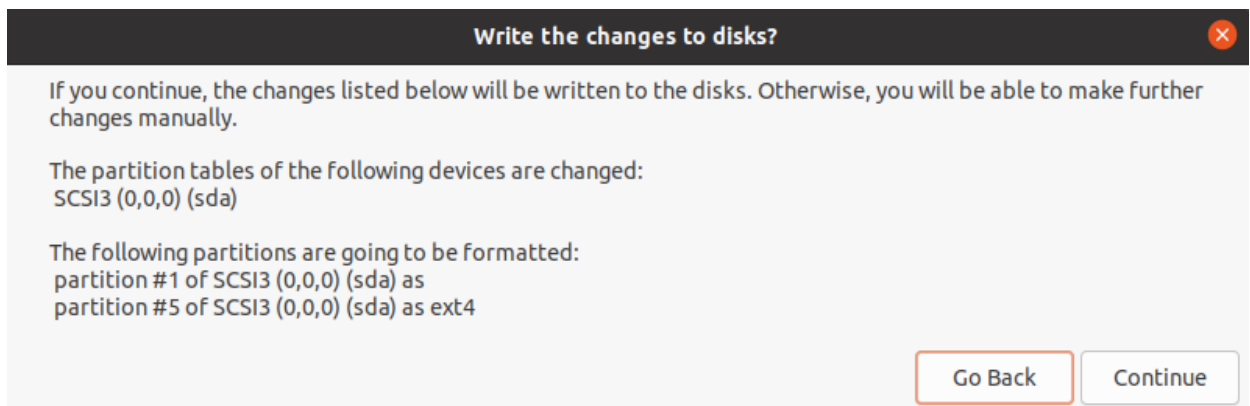 Write the changes to disks?
If you continue, the changes listed below will be written to the disks. Otherwise, you will be able to make further
changes manually.
The partition tables of the following devices are changed:
SCSI3 (0,0,0) (sda)
The following partitions are going to be formatted:
partition #1 of SCSI3 (0,0,0) (sda) as
partition #5 of SCSI3 (0,0,0) (sda) as ext4
Go Back
Continue